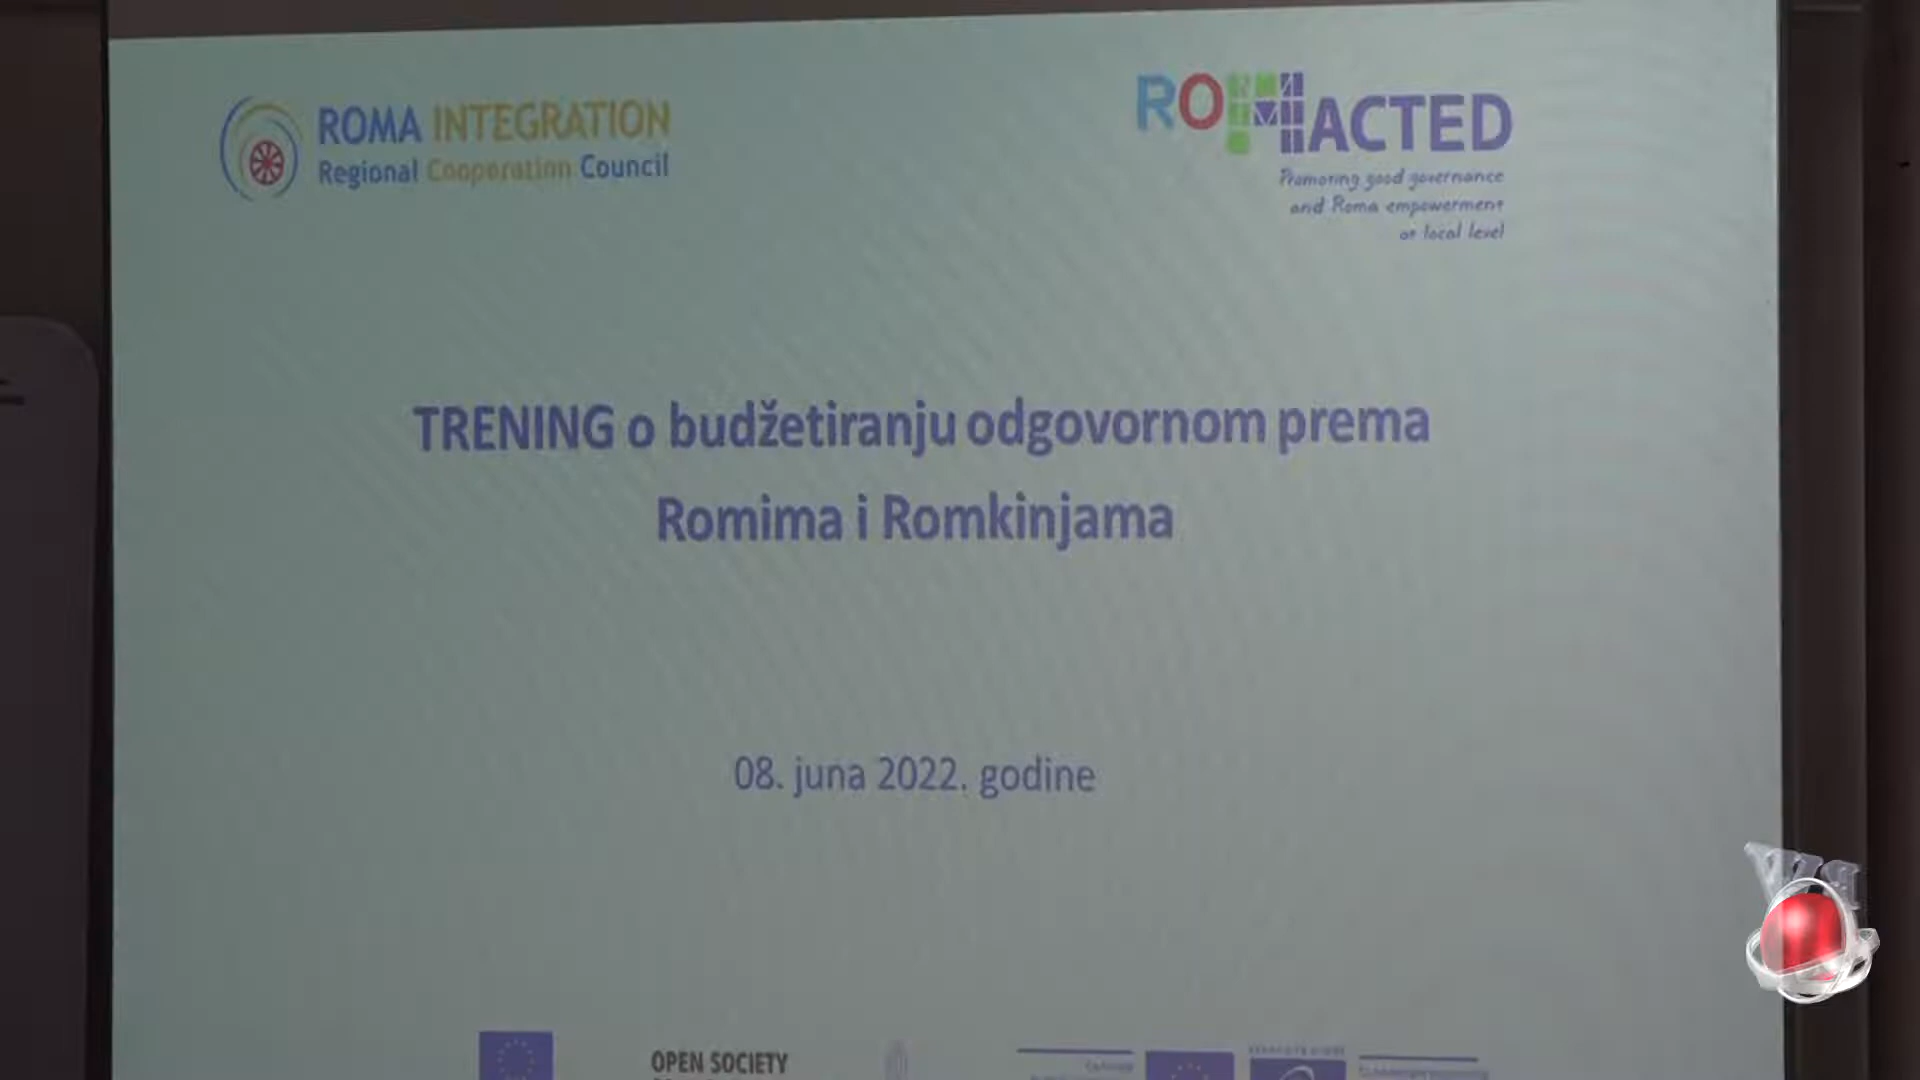 ROMA INTEGRATION
Regional Cooperation Council
ROMACTED
Promoting good governance
and Roma empowerment
at local level
TRENING o budžetiranju odgovornom prema
Romima i Romkinjama
08. juna 2022. godine
OPEN SOCIETY